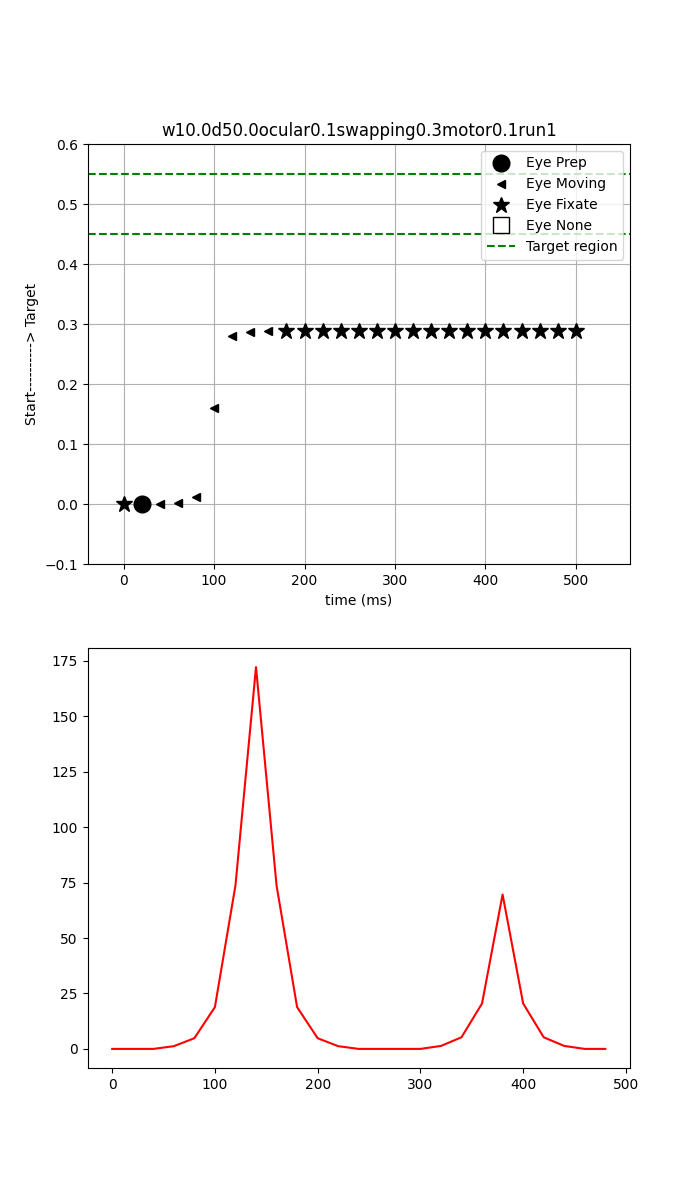 w10.0d50.0ocular0.1swapping0.3motor0.1run1
0.6
0.5
0.4
0.3
0.2
0.1
0.0
−0.1
Start----------> Target
Eye Prep
Eye Moving
Eye Fixate
Eye None
Target region
0 100 200 300 400 500
time (ms)
175
150
125
100
75
50
25
0
0 100 200 300 400 500